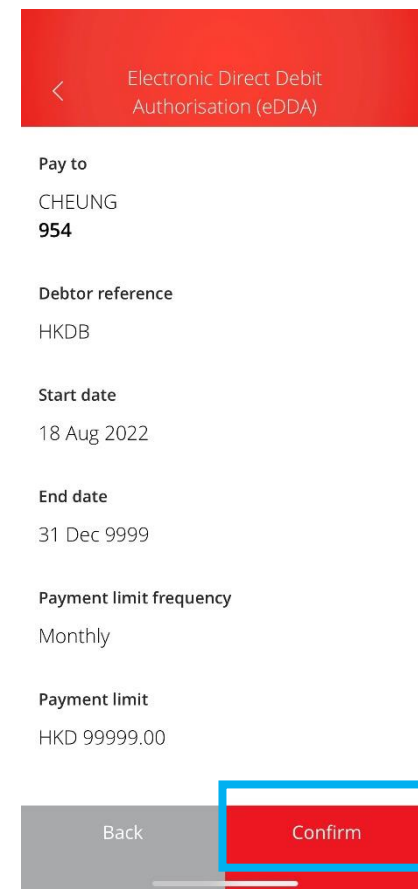 Electronic Direct Debit
Authorisation (eDDA)
Pay to
CHEUNG
954
Debtor reference
HKDB
Start date
18 Aug 2022
End date
31 Dec 9999
Payment limit frequency
Monthly
Payment limit
HKD 99999.00
Back
Confirm